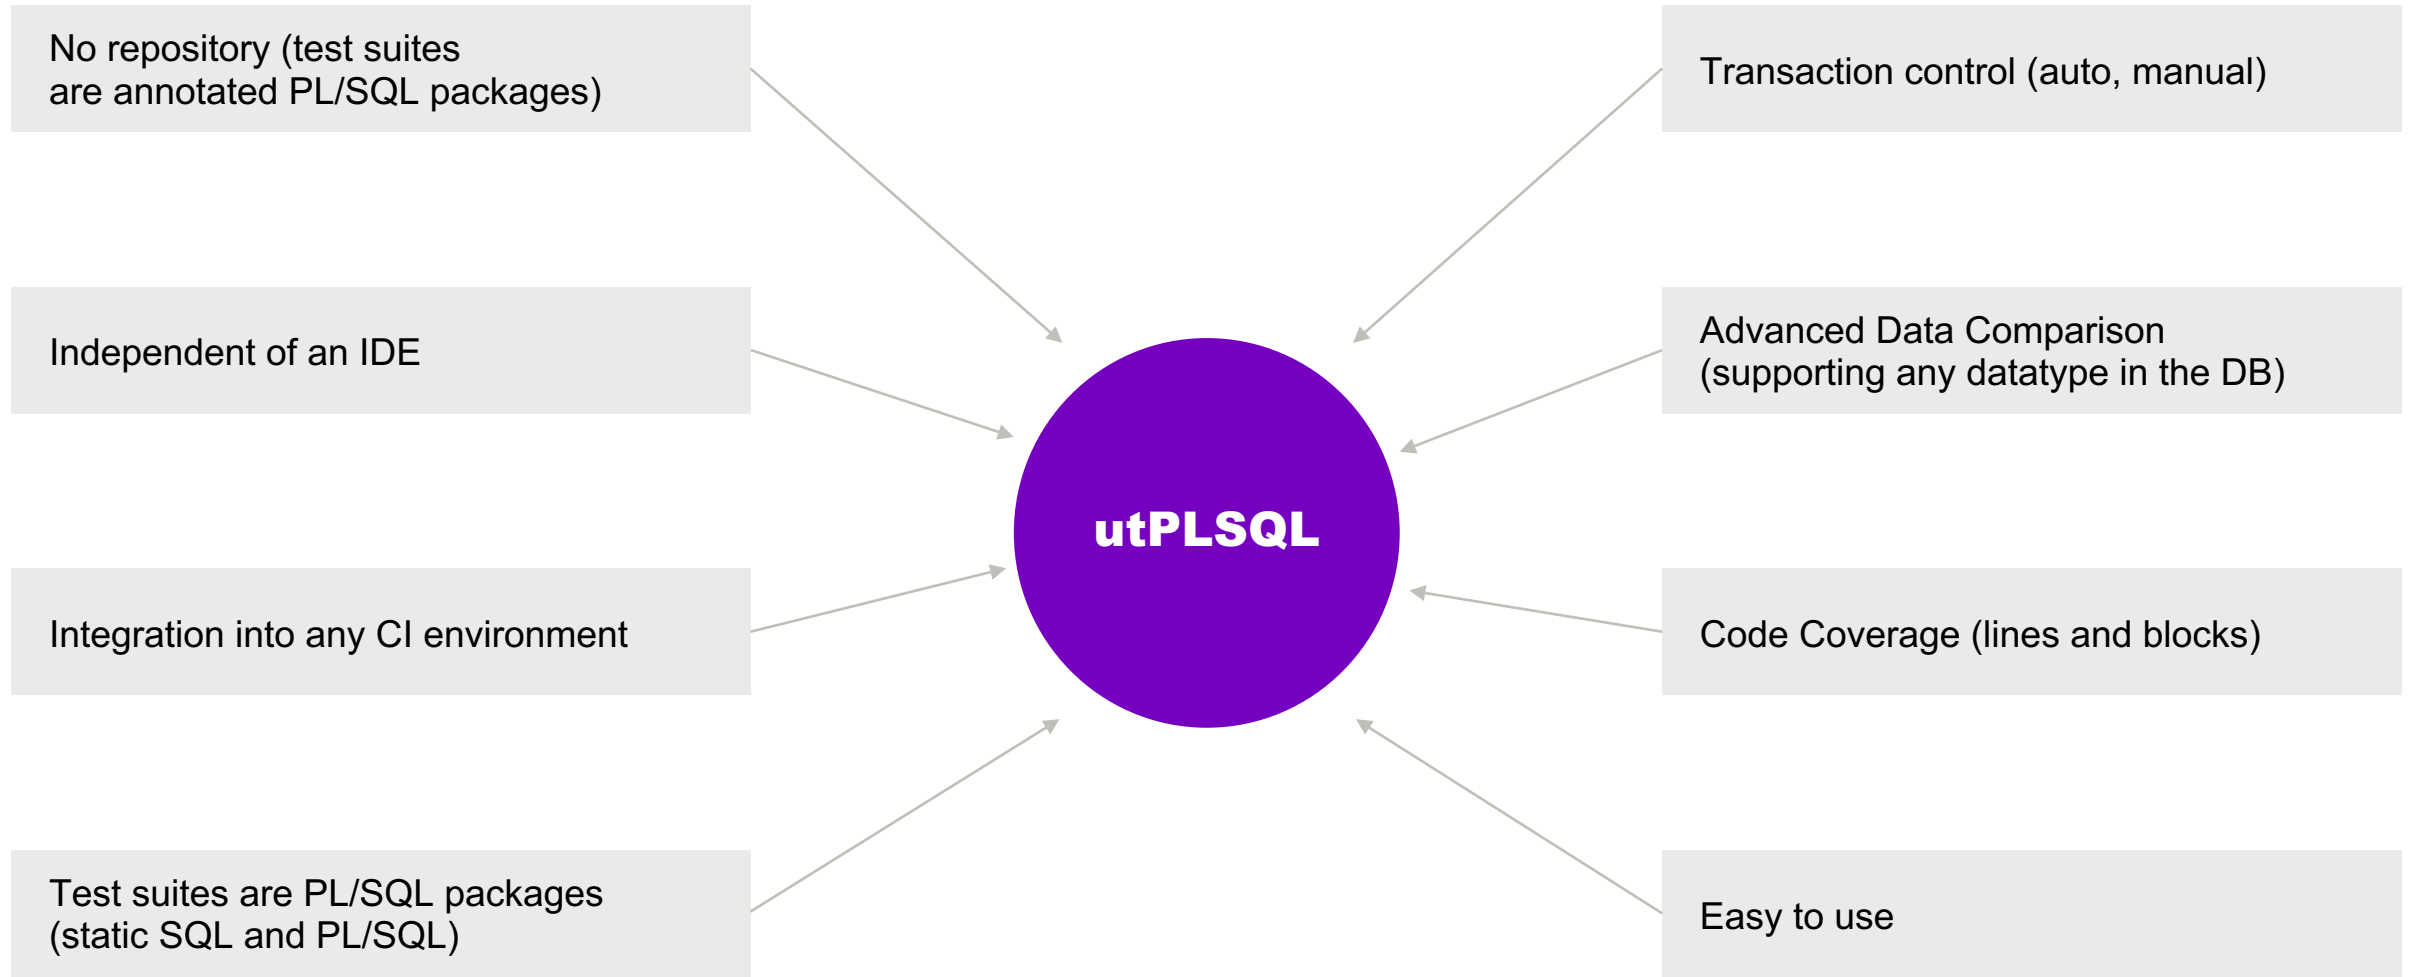 No repository (test suites
are annotated PL/SQL packages)
Independent of an IDE
Integration into any CI environment
Test suites are PL/SQL packages
(static SQL and PL/SQL)
utPLSQL
Transaction control (auto, manual)
Advanced Data Comparison
(supporting any datatype in the DB)
Code Coverage (lines and blocks)
Easy to use